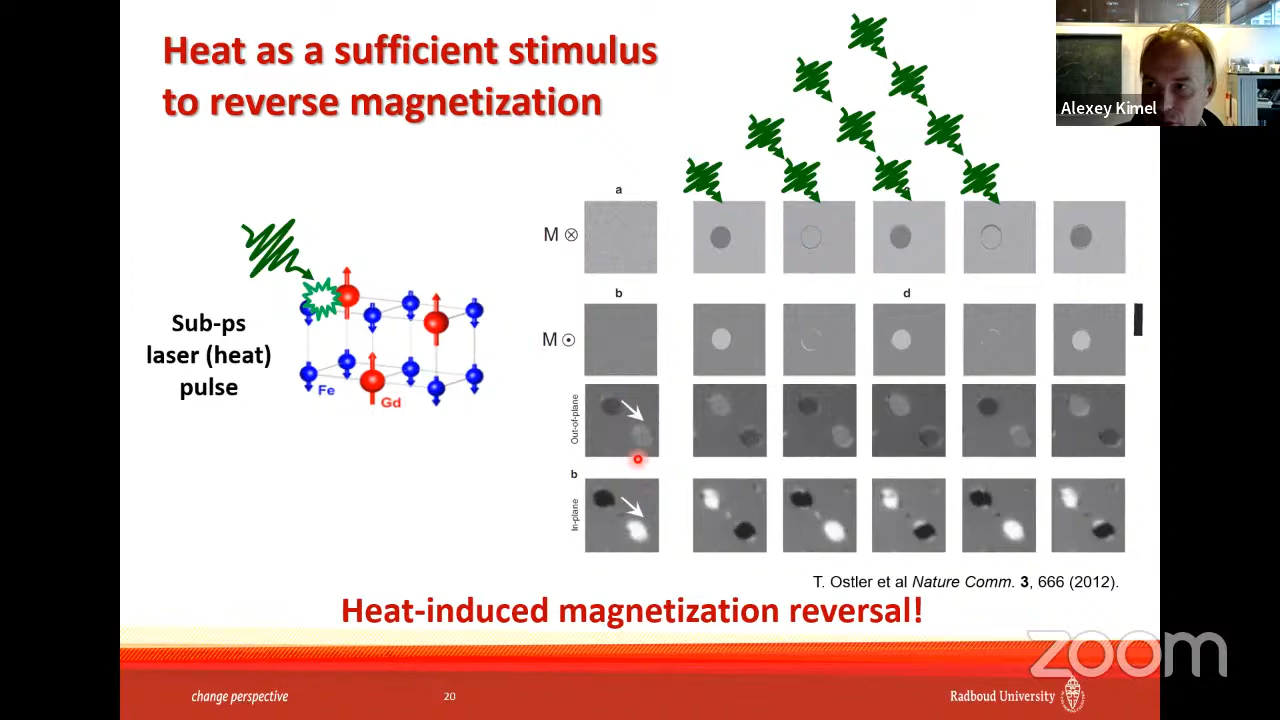 Heat as a sufficient stimulus
to reverse magnetization
Alexey Kimel
Sub-ps
laser (heat)
pulse
Fe
Gd
a
M ⊗
b
d
M ⊙
Out-of-plane
b
In-plane
T. Ostler et al Nature Comm. 3, 666 (2012).
Heat-induced magnetization reversal!
zoom
change perspective
20
Radboud University